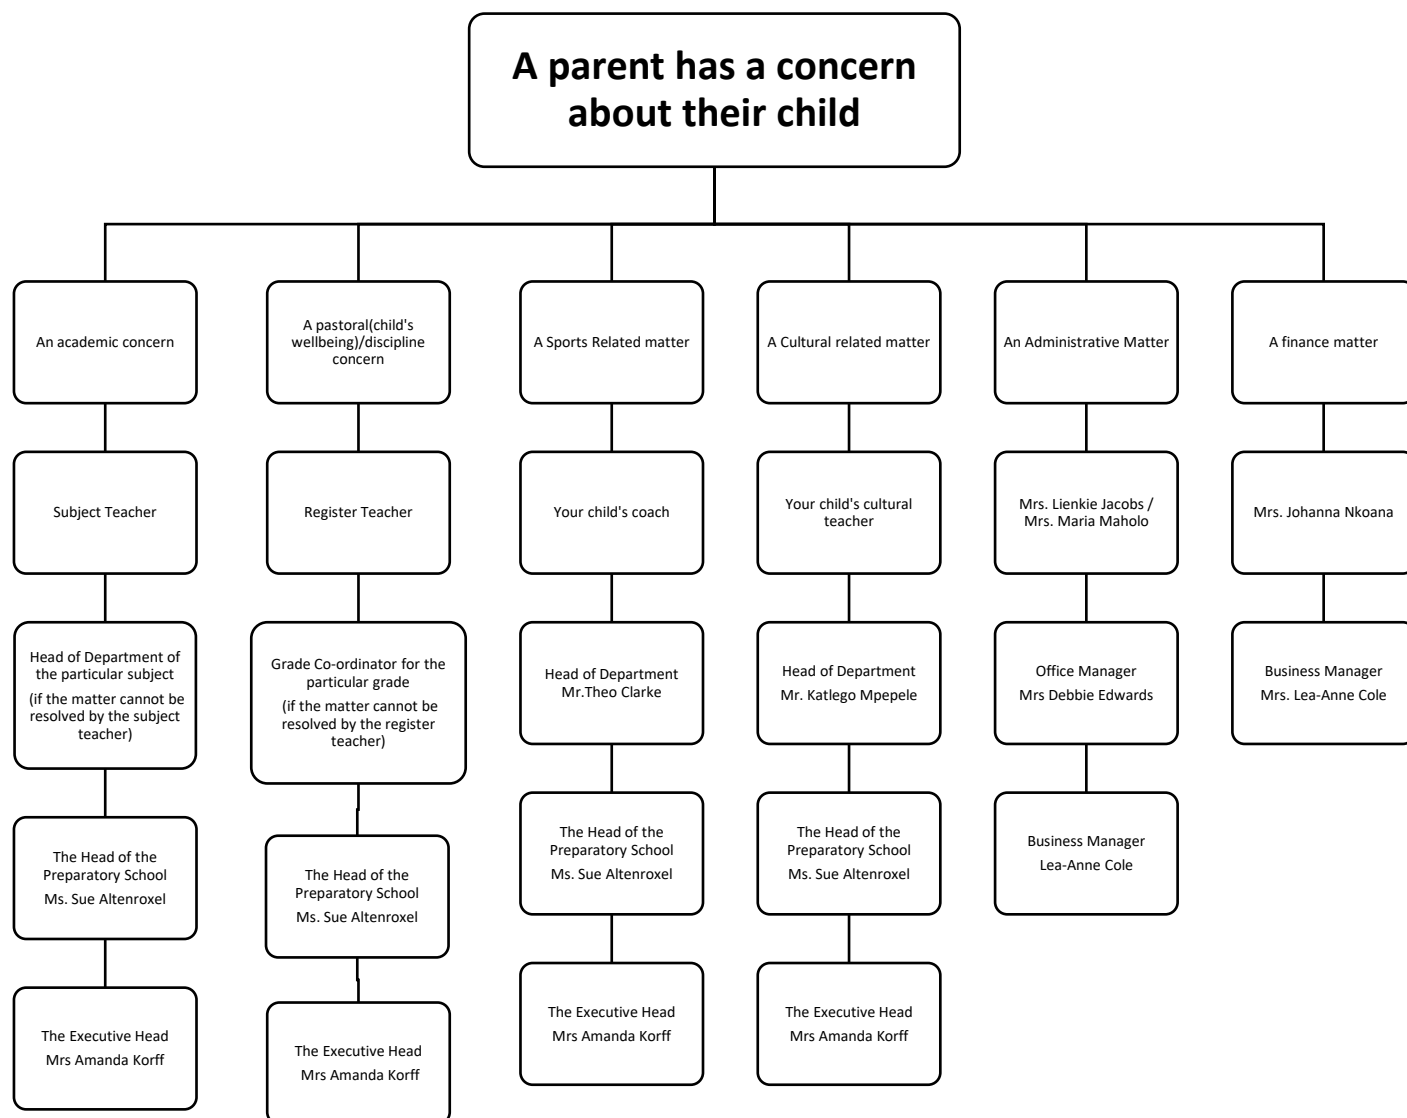 A parent has a concern
about their child
An academic concern
A pastoral(child's
wellbeing)/discipline
concern
A Sports Related matter
A Cultural related matter
An Administrative Matter
A finance matter
Subject Teacher
Register Teacher
Your child's coach
Your child's cultural
teacher
Mrs. Lienkie Jacobs /
Mrs. Maria Maholo
Mrs. Johanna Nkoana
Head of Department of
the particular subject
(if the matter cannot be
resolved by the subject
teacher)
Grade Co-ordinator for the
particular grade
(if the matter cannot be
resolved by the register
teacher)
Head of Department
Mr.Theo Clarke
Head of Department
Mr. Katlego Mpepele
Office Manager
Mrs Debbie Edwards
Business Manager
Mrs. Lea-Anne Cole
The Head of the
Preparatory School
Ms. Sue Altenroxel
The Head of the
Preparatory School
Ms. Sue Altenroxel
The Head of the
Preparatory School
Ms. Sue Altenroxel
The Head of the
Preparatory School
Ms. Sue Altenroxel
Business Manager
Lea-Anne Cole
The Executive Head
Mrs Amanda Korff
The Executive Head
Mrs Amanda Korff
The Executive Head
Mrs Amanda Korff
The Executive Head
Mrs Amanda Korff